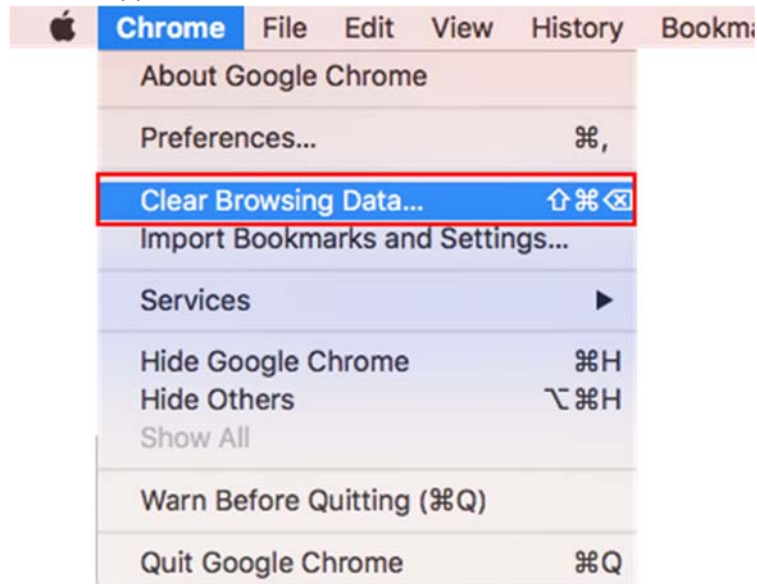 Chrome File Edit View History
About Google Chrome
Preferences... ⌘,
Clear Browsing Data... ⇧⌘⌫
Import Bookmarks and Settings...
Services ▶
Hide Google Chrome ⌘H
Hide Others ⌥⌘H
Show All
Warn Before Quitting (⌘Q)
Quit Google Chrome ⌘Q